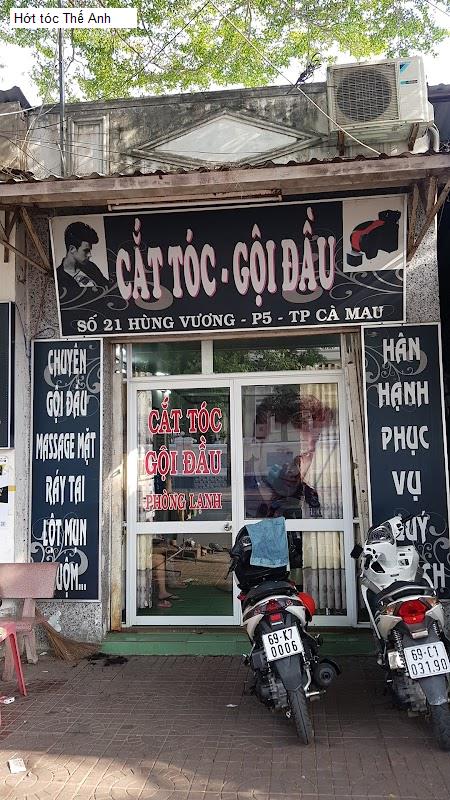 Hớt tóc Thế Anh
CẮT TÓC - GỘI ĐẦU
SỐ 21 HÙNG VƯƠNG - P5 - TP CÀ MAU
CHUYÊN
GỘI ĐẦU
MASSAGE MẶT
RÁY TAI
LỘT MỤN
CẮT TÓC
GỘI ĐẦU
PHÒNG LẠNH
HÂN
HẠNH
PHỤC
VỤ
69-K7
0006
69-C1
031.90